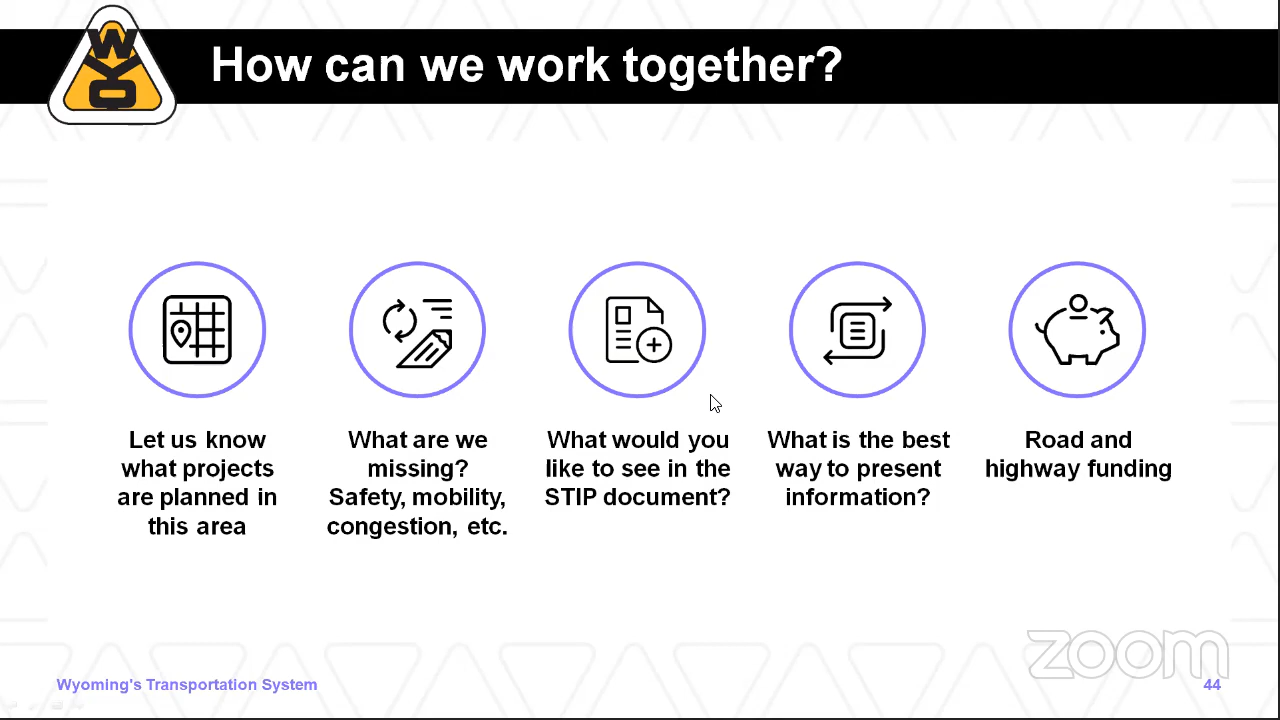 WYO
How can we work together?
Let us know
what projects
are planned in
this area
What are we
missing?
Safety, mobility,
congestion, etc.
What would you
like to see in the
STIP document?
What is the best
way to present
information?
Road and
highway funding
zoom
Wyoming's Transportation System
44